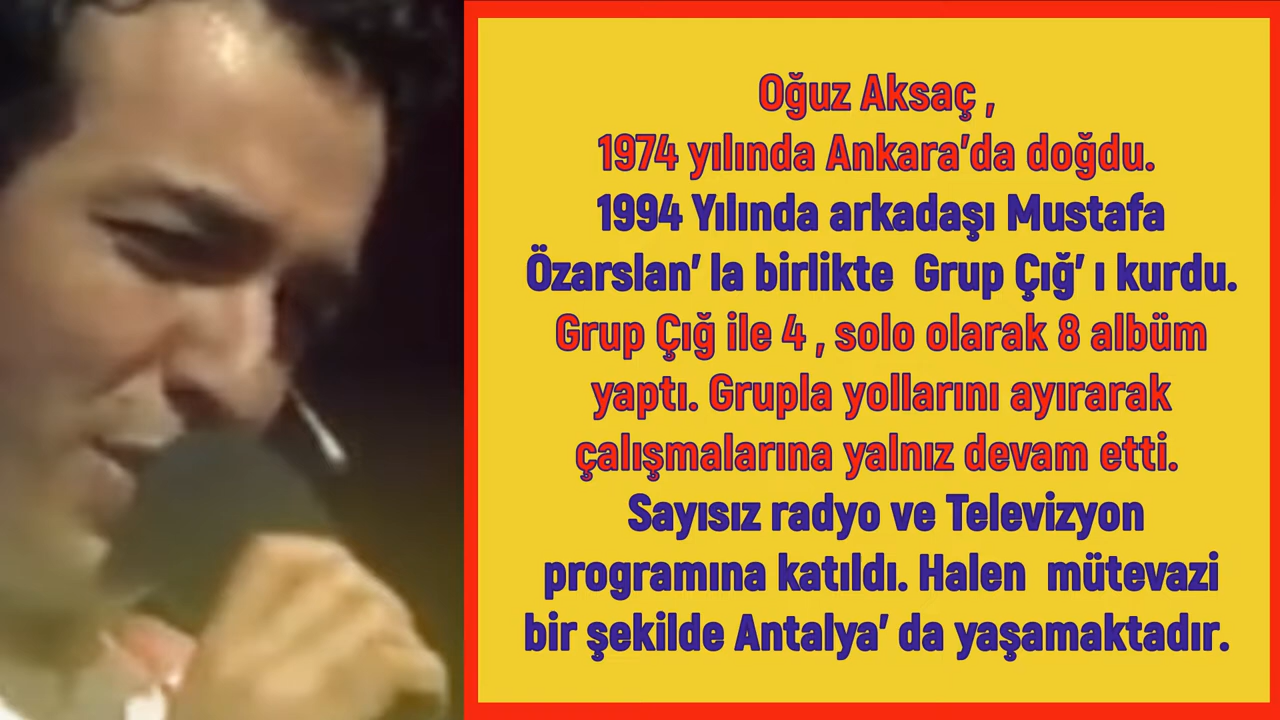 Oğuz Aksaç ,
1974 yılında Ankara'da doğdu.
1994 Yılında arkadaşı Mustafa
Özarslan' la birlikte  Grup Çığ' ı kurdu.
Grup Çığ ile 4 , solo olarak 8 albüm
yaptı. Grupla yollarını ayırarak
çalışmalarına yalnız devam etti.
Sayısız radyo ve Televizyon
programına katıldı. Halen  mütevazi
bir şekilde Antalya' da yaşamaktadır.